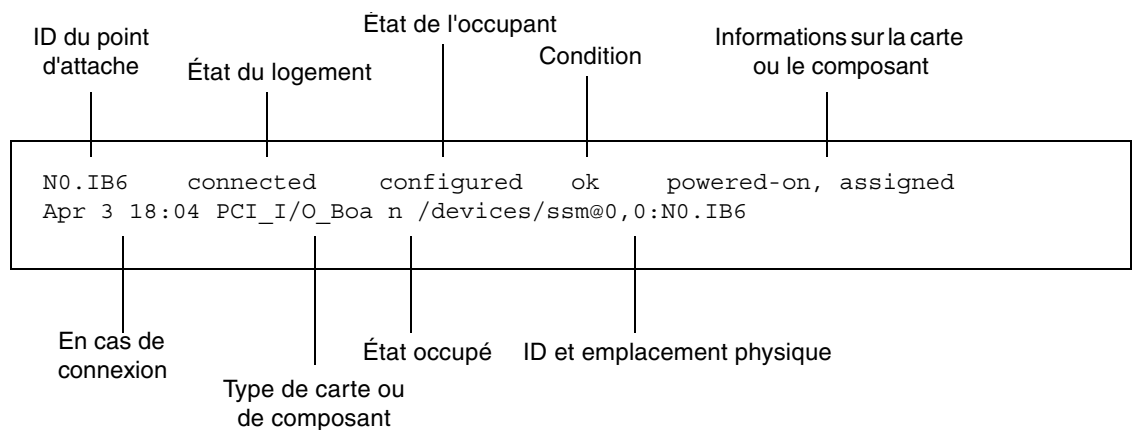 État de l'occupant
ID du point
d'attache
État du logement
Condition
Informations sur la carte
ou le composant
N0.IB6 connected configured ok powered-on, assigned
Apr 3 18:04 PCI_I/O_Boa n /devices/ssm@0,0:N0.IB6
En cas de
connexion
Type de carte ou
de composant
État occupé
ID et emplacement physique